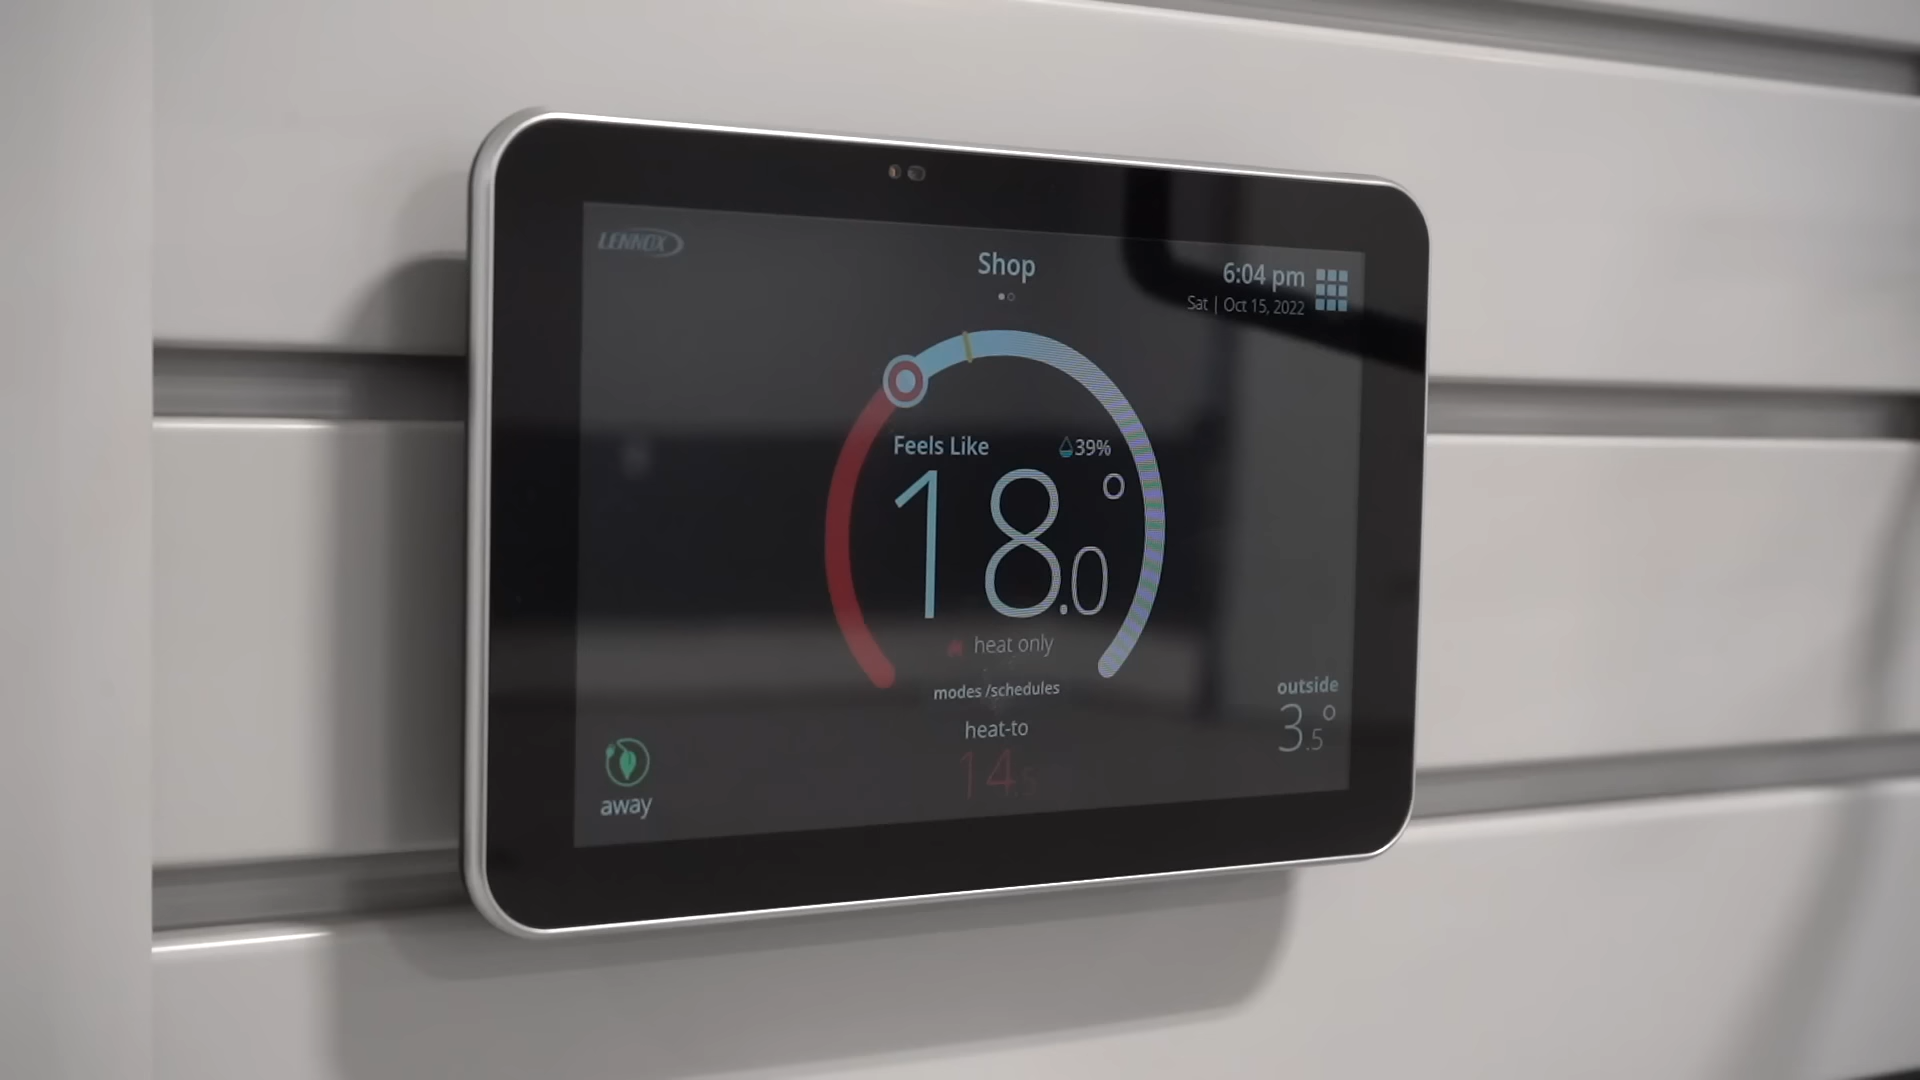 LENNOX
Shop
6:04 pm
Sat | Oct 15, 2022
Feels Like
39%
18.0°
heat only
modes /schedules
heat-to
14.5
outside
3.5°
away